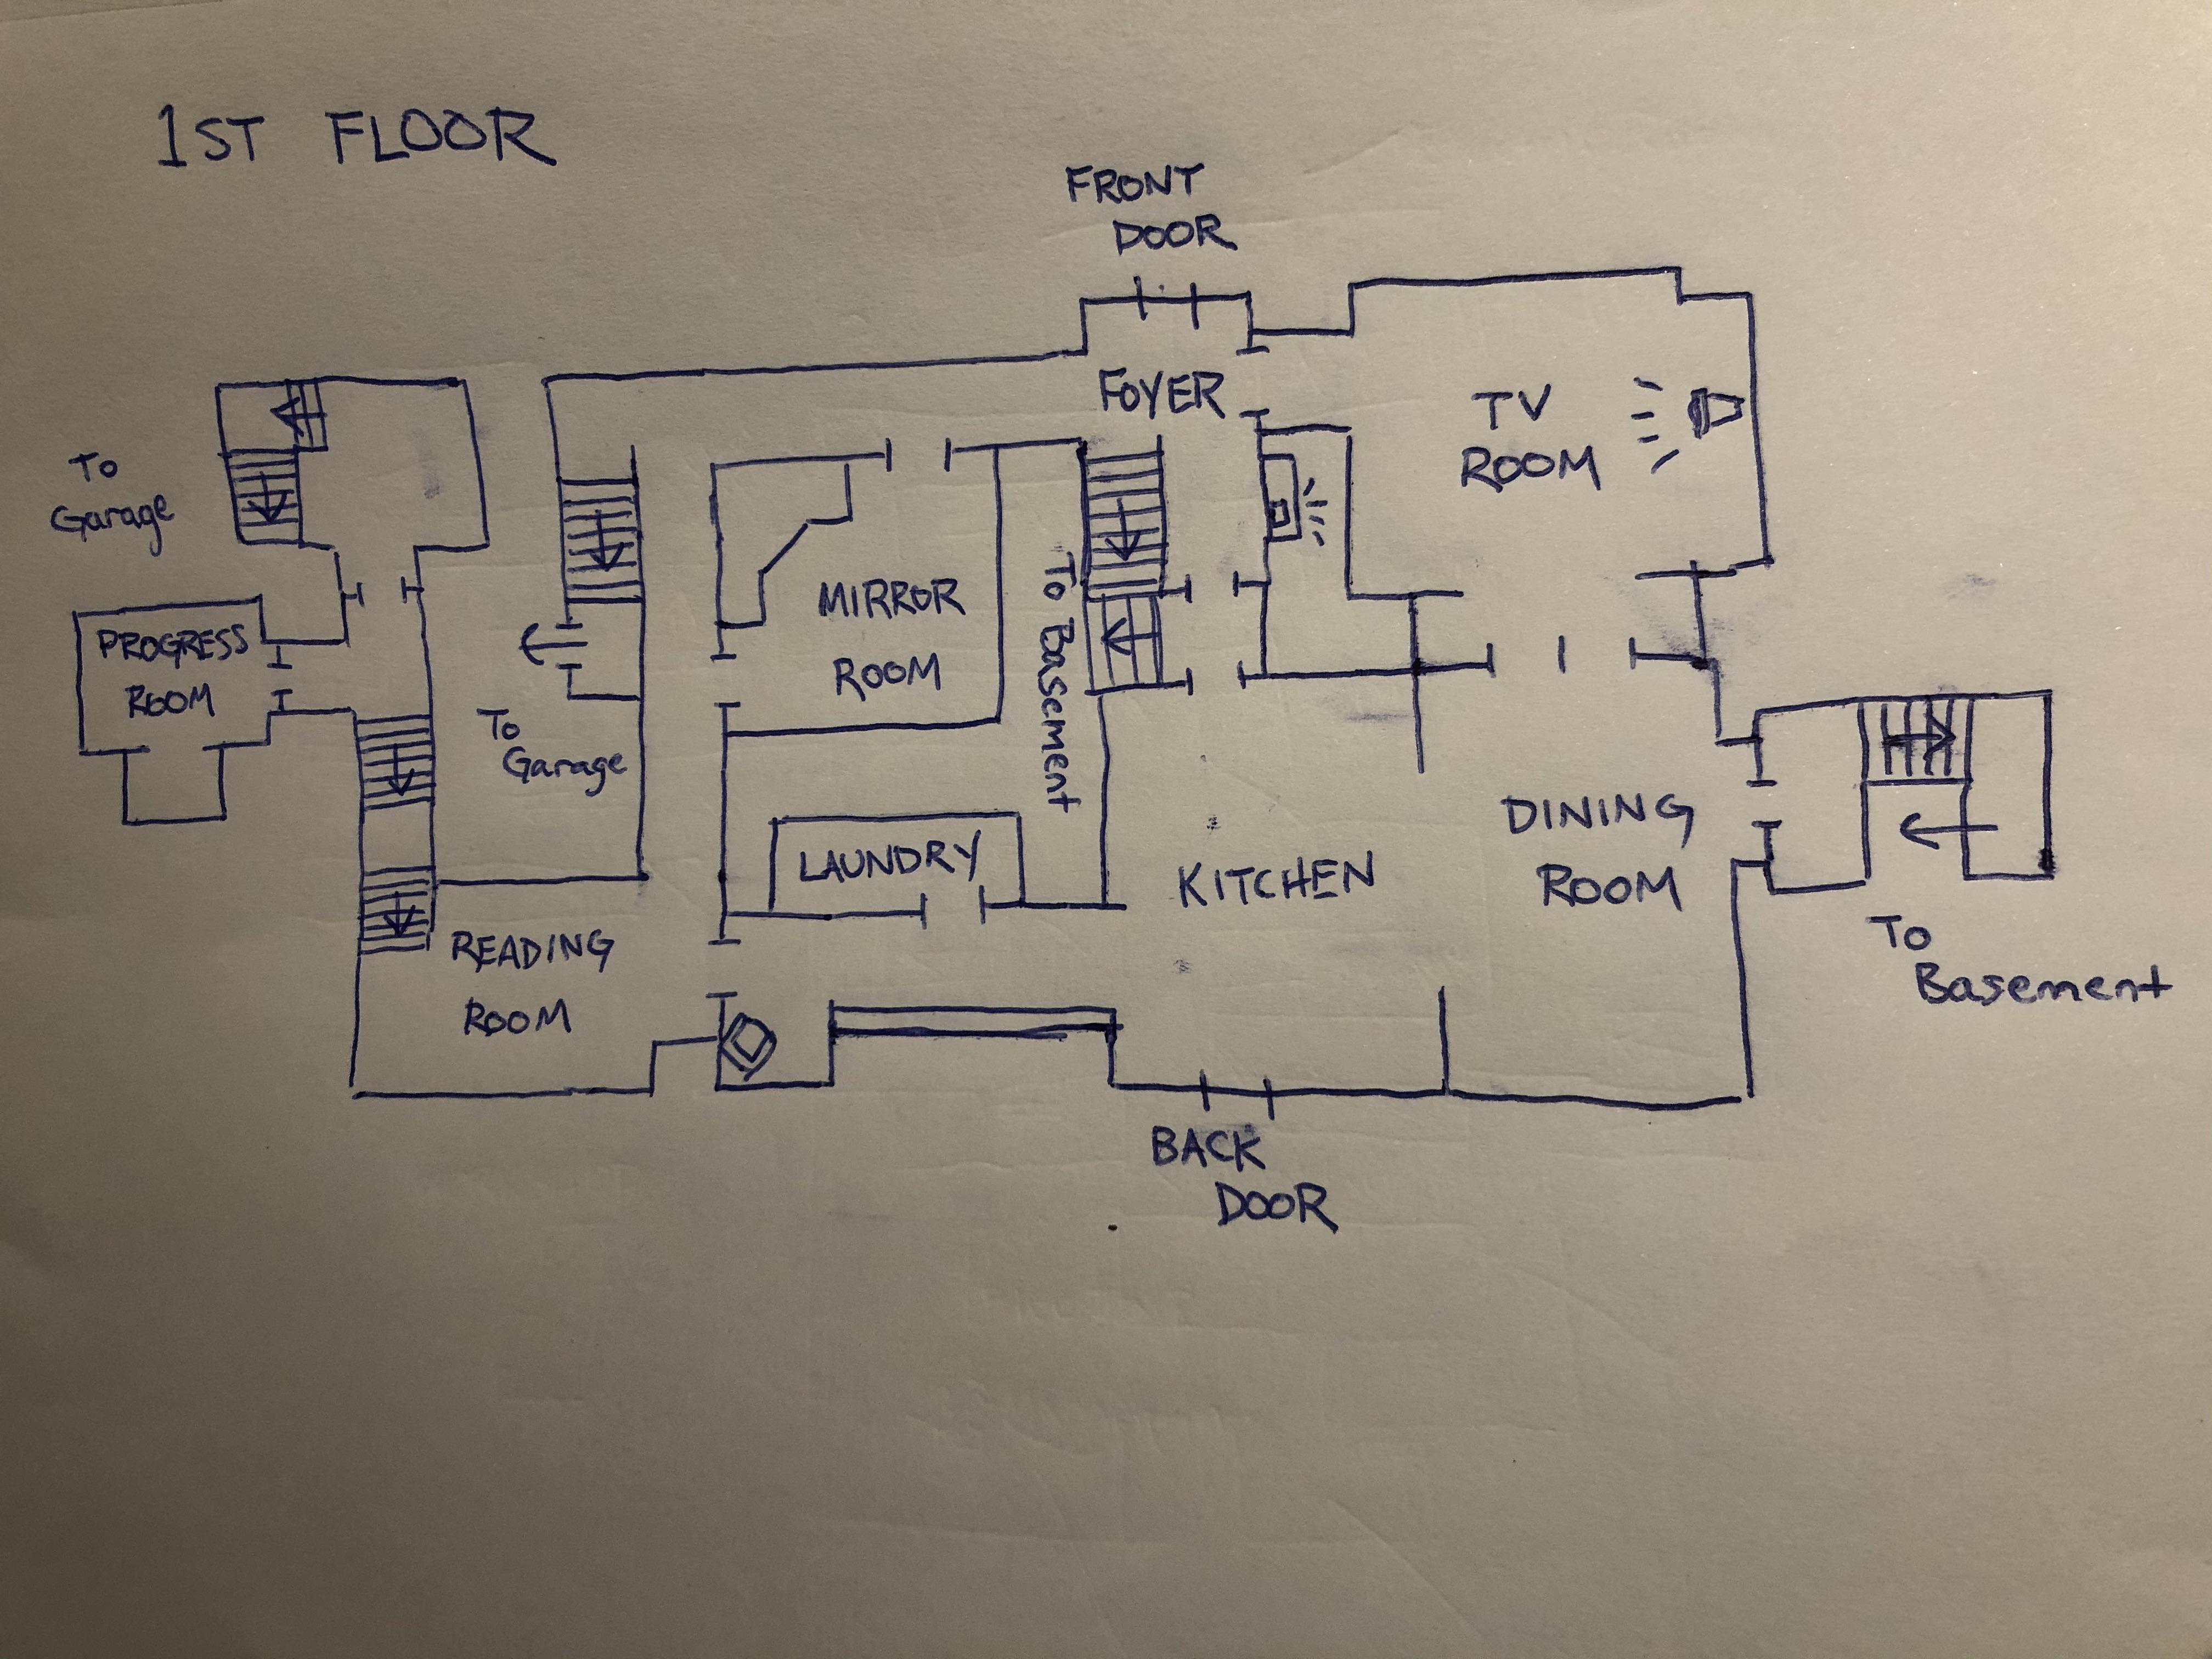 1ST FLOOR
FRONT
DOOR
FOYER
TV
ROOM
To
Garage
PROGRESS
ROOM
MIRROR
ROOM
To Basement
To
Garage
LAUNDRY
KITCHEN
DINING
ROOM
READING
ROOM
To
Basement
BACK
DOOR